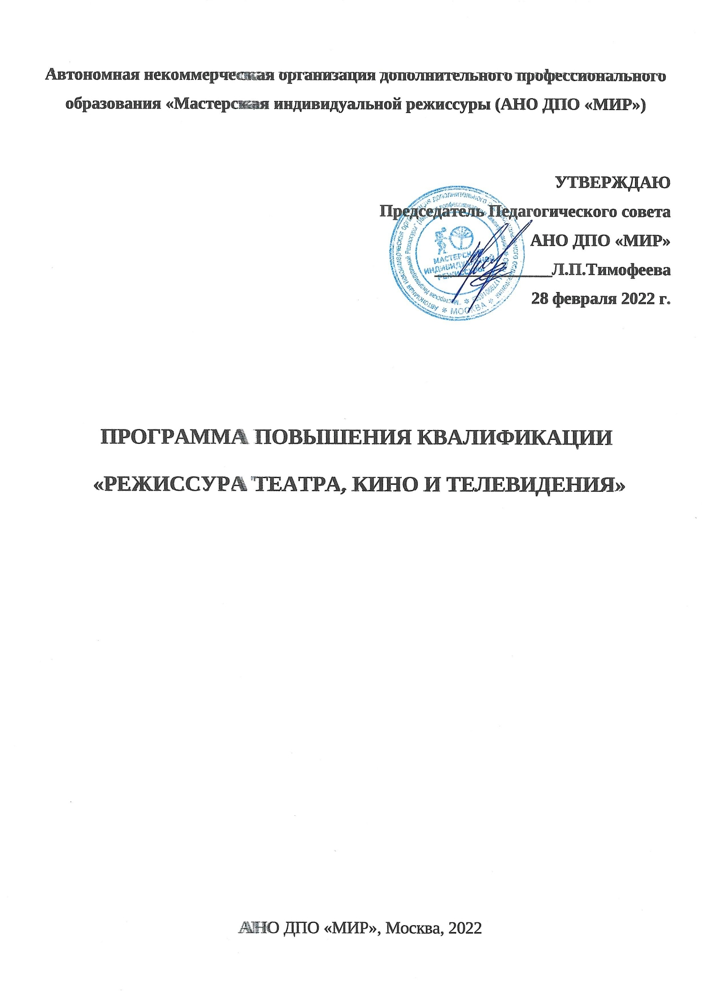 Автономная некоммерческая организация дополнительного профессионального
образования «Мастерская индивидуальной режиссуры (АНО ДПО «МИР»)
УТВЕРЖДАЮ
Председатель Педагогического совета
АНО ДПО «МИР»
Л.П.Тимофеева
28 февраля 2022 г.
МАСТЕРСКАЯ
ИНДИВИДУАЛЬНОЙ
РЕЖИССУРЫ
* МОСКВА *
ПРОГРАММА ПОВЫШЕНИЯ КВАЛИФИКАЦИИ
«РЕЖИССУРА ТЕАТРА, КИНО И ТЕЛЕВИДЕНИЯ»
АНО ДПО «МИР», Москва, 2022